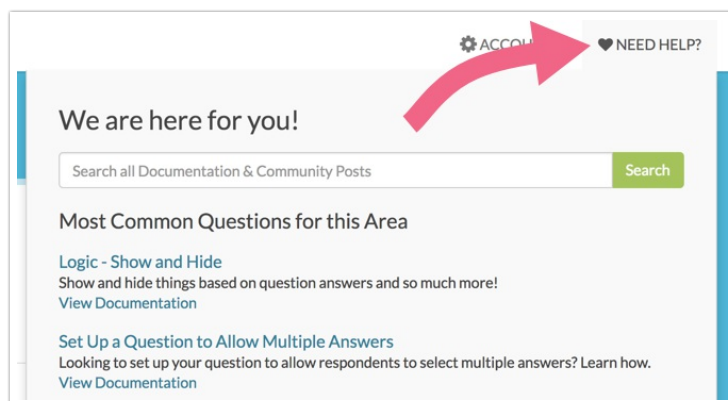 NEED HELP?
We are here for you!
Search all Documentation & Community Posts
Search
Most Common Questions for this Area
Logic - Show and Hide
Show and hide things based on question answers and so much more!
View Documentation
Set Up a Question to Allow Multiple Answers
Looking to set up your question to allow respondents to select multiple answers? Learn how.
View Documentation